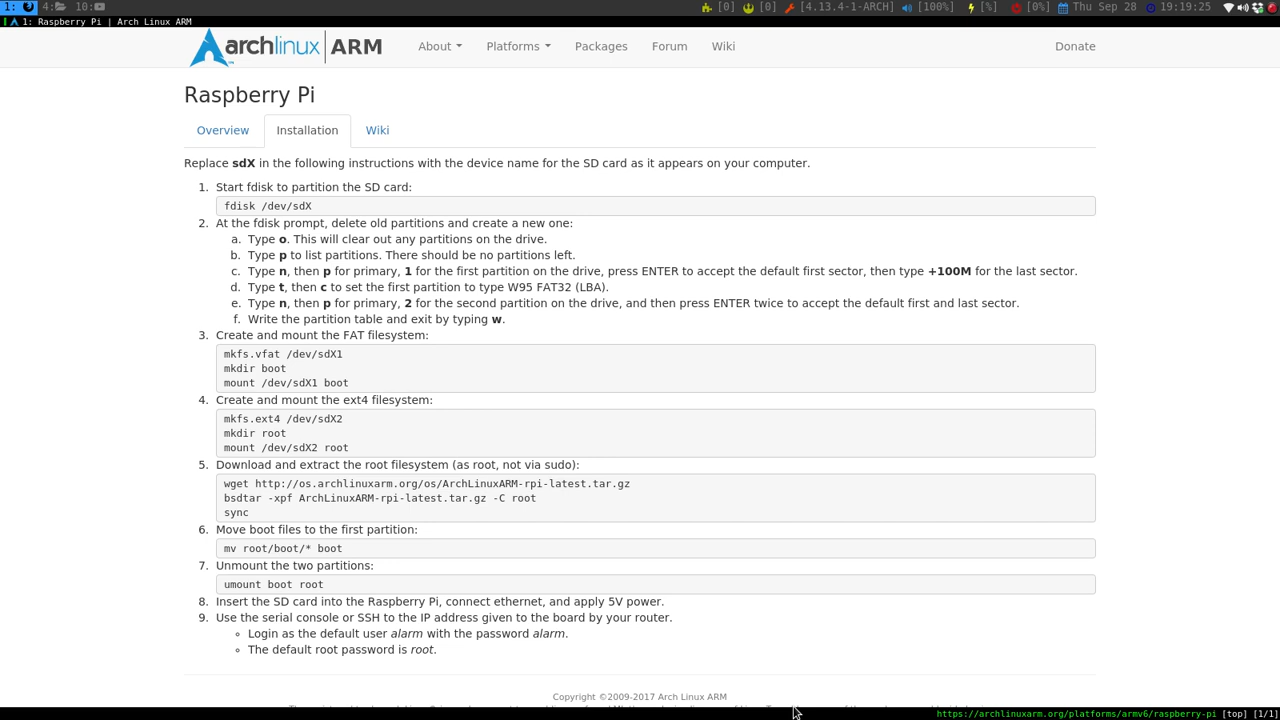 1: 4: 10: [0] [0] [4.13.4-1-ARCH] [100%] [%] [0%] Thu Sep 28 19:19:25
1: Raspberry Pi | Arch Linux ARM
archlinux ARM About Platforms Packages Forum Wiki Donate
Raspberry Pi
Overview Installation Wiki
Replace sdX in the following instructions with the device name for the SD card as it appears on your computer.
1. Start fdisk to partition the SD card:
fdisk /dev/sdX
2. At the fdisk prompt, delete old partitions and create a new one:
a. Type o. This will clear out any partitions on the drive.
b. Type p to list partitions. There should be no partitions left.
c. Type n, then p for primary, 1 for the first partition on the drive, press ENTER to accept the default first sector, then type +100M for the last sector.
d. Type t, then c to set the first partition to type W95 FAT32 (LBA).
e. Type n, then p for primary, 2 for the second partition on the drive, and then press ENTER twice to accept the default first and last sector.
f. Write the partition table and exit by typing w.
3. Create and mount the FAT filesystem:
mkfs.vfat /dev/sdX1
mkdir boot
mount /dev/sdX1 boot
4. Create and mount the ext4 filesystem:
mkfs.ext4 /dev/sdX2
mkdir root
mount /dev/sdX2 root
5. Download and extract the root filesystem (as root, not via sudo):
wget http://os.archlinuxarm.org/os/ArchLinuxARM-rpi-latest.tar.gz
bsdtar -xpf ArchLinuxARM-rpi-latest.tar.gz -C root
sync
6. Move boot files to the first partition:
mv root/boot/* boot
7. Unmount the two partitions:
umount boot root
8. Insert the SD card into the Raspberry Pi, connect ethernet, and apply 5V power.
9. Use the serial console or SSH to the IP address given to the board by your router.
Login as the default user alarm with the password alarm.
The default root password is root.
Copyright ©2009-2017 Arch Linux ARM
https://archlinuxarm.org/platforms/armv6/raspberry-pi [top] [1/1]